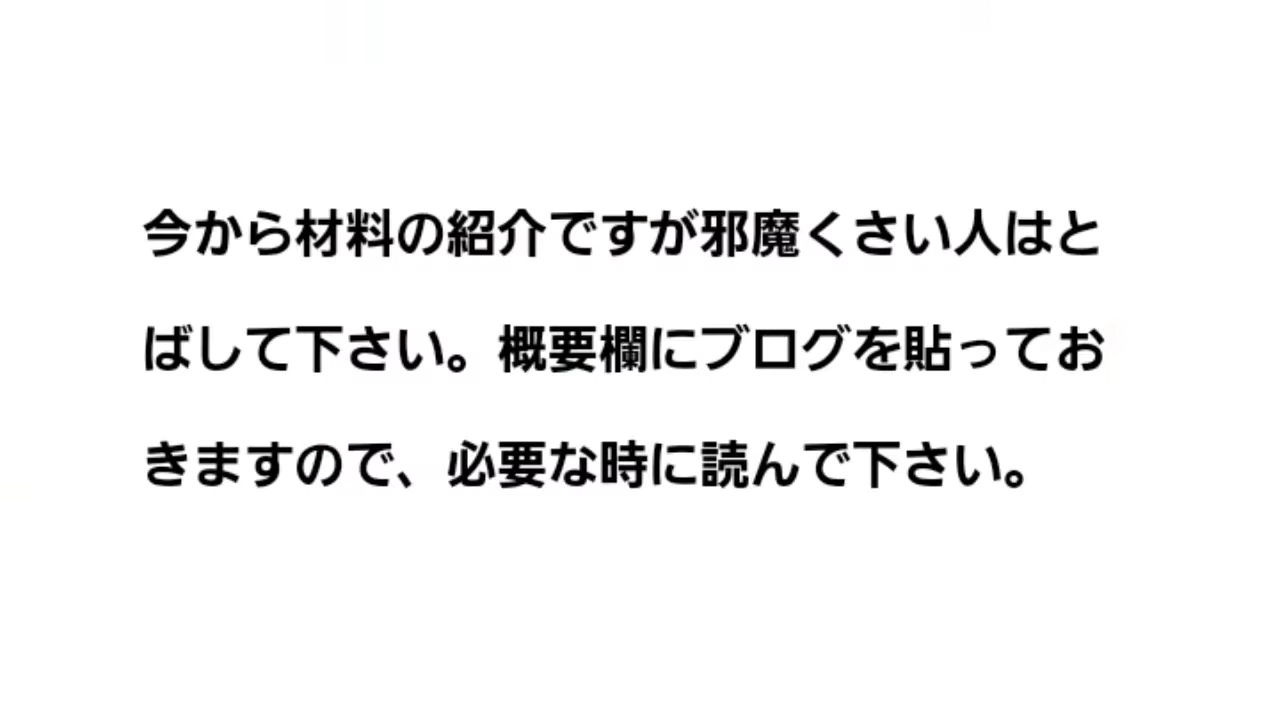 今から材料の紹介ですが邪魔くさい人はと
ばして下さい。概要欄にブログを貼ってお
きますので、必要な時に読んで下さい。